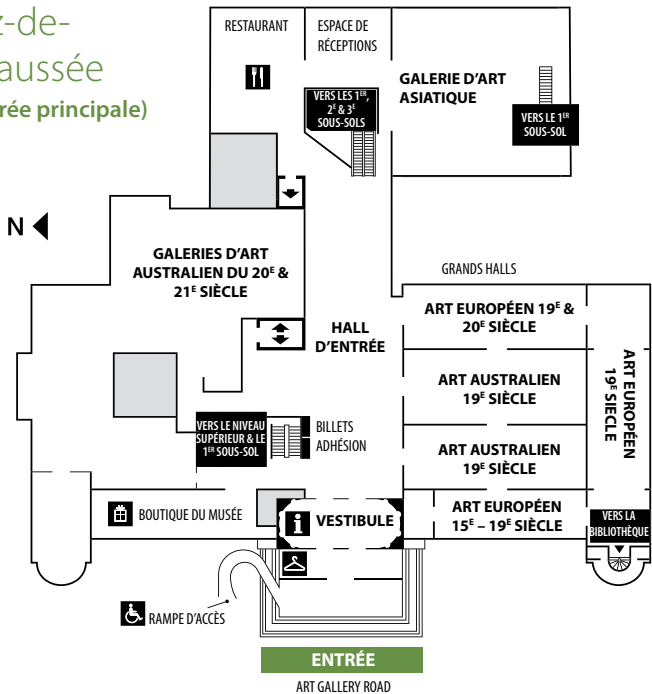 z-de-
aussée
rée principale)
RESTAURANT
ESPACE DE
RÉCEPTIONS
GALERIE D'ART
ASIATIQUE
VERS LES 1ER,
2E & 3E
SOUS-SOLS
VERS LE 1ER
SOUS-SOL
N
GALERIES D'ART
AUSTRALIEN DU 20E &
21E SIÈCLE
GRANDS HALLS
ART EUROPÉEN 19E &
20E SIÈCLE
HALL
D'ENTRÉE
ART EUROPÉEN
19E SIECLE
ART AUSTRALIEN
19E SIÈCLE
VERS LE NIVEAU
SUPÉRIEUR & LE
1ER SOUS-SOL
BILLETS
ADHÉSION
ART AUSTRALIEN
19E SIÈCLE
BOUTIQUE DU MUSÉE
i VESTIBULE
ART EUROPÉEN
15E – 19E SIÈCLE
VERS LA
BIBLIOTHÈQUE
RAMPE D'ACCÈS
ENTRÉE
ART GALLERY ROAD